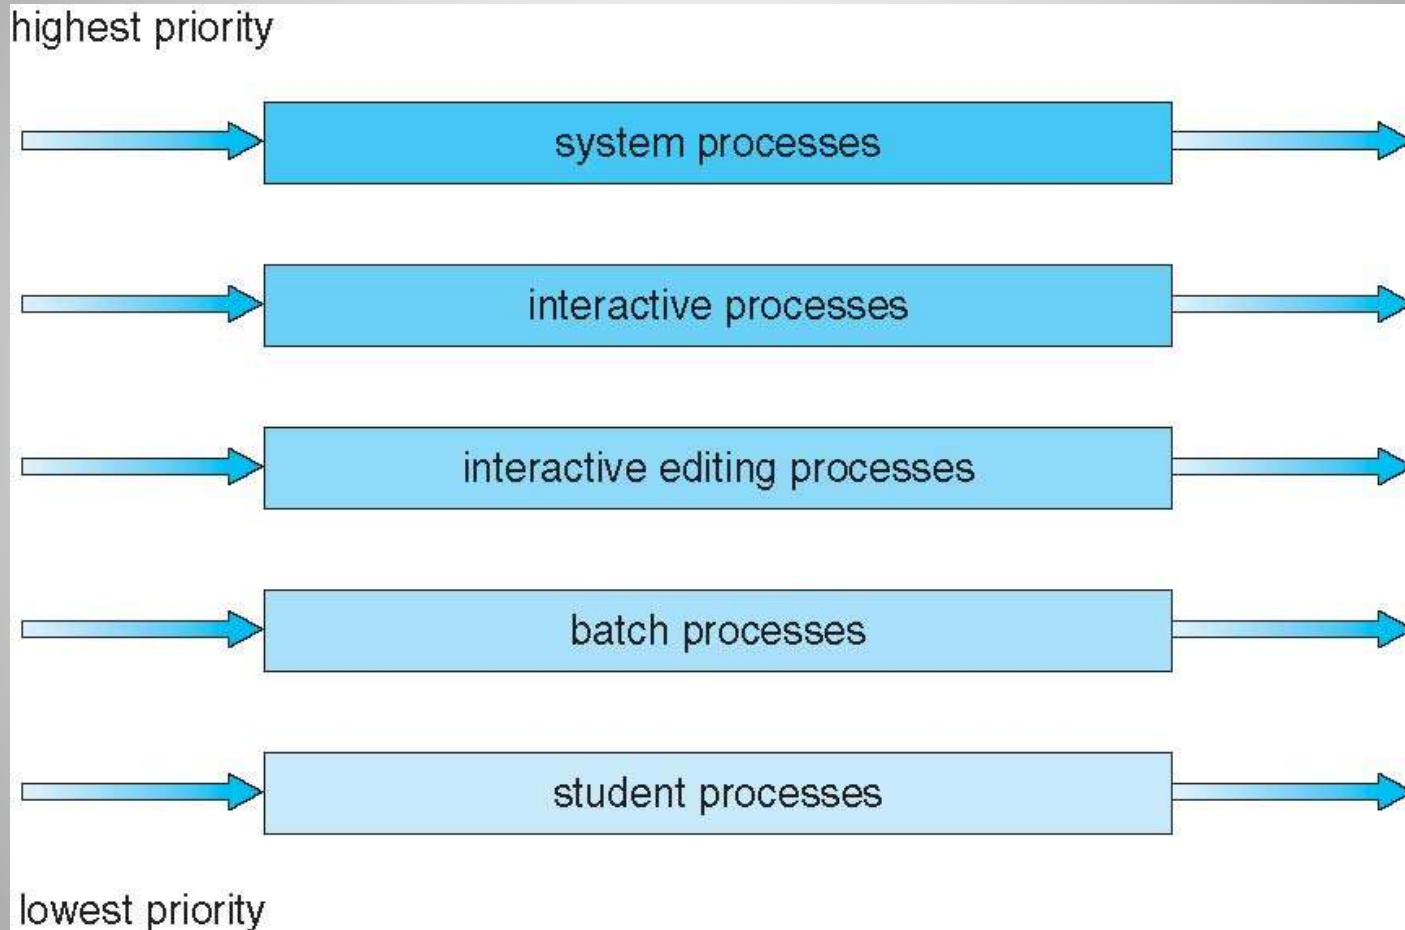 highest priority
system processes
interactive processes
interactive editing processes
batch processes
student processes
lowest priority